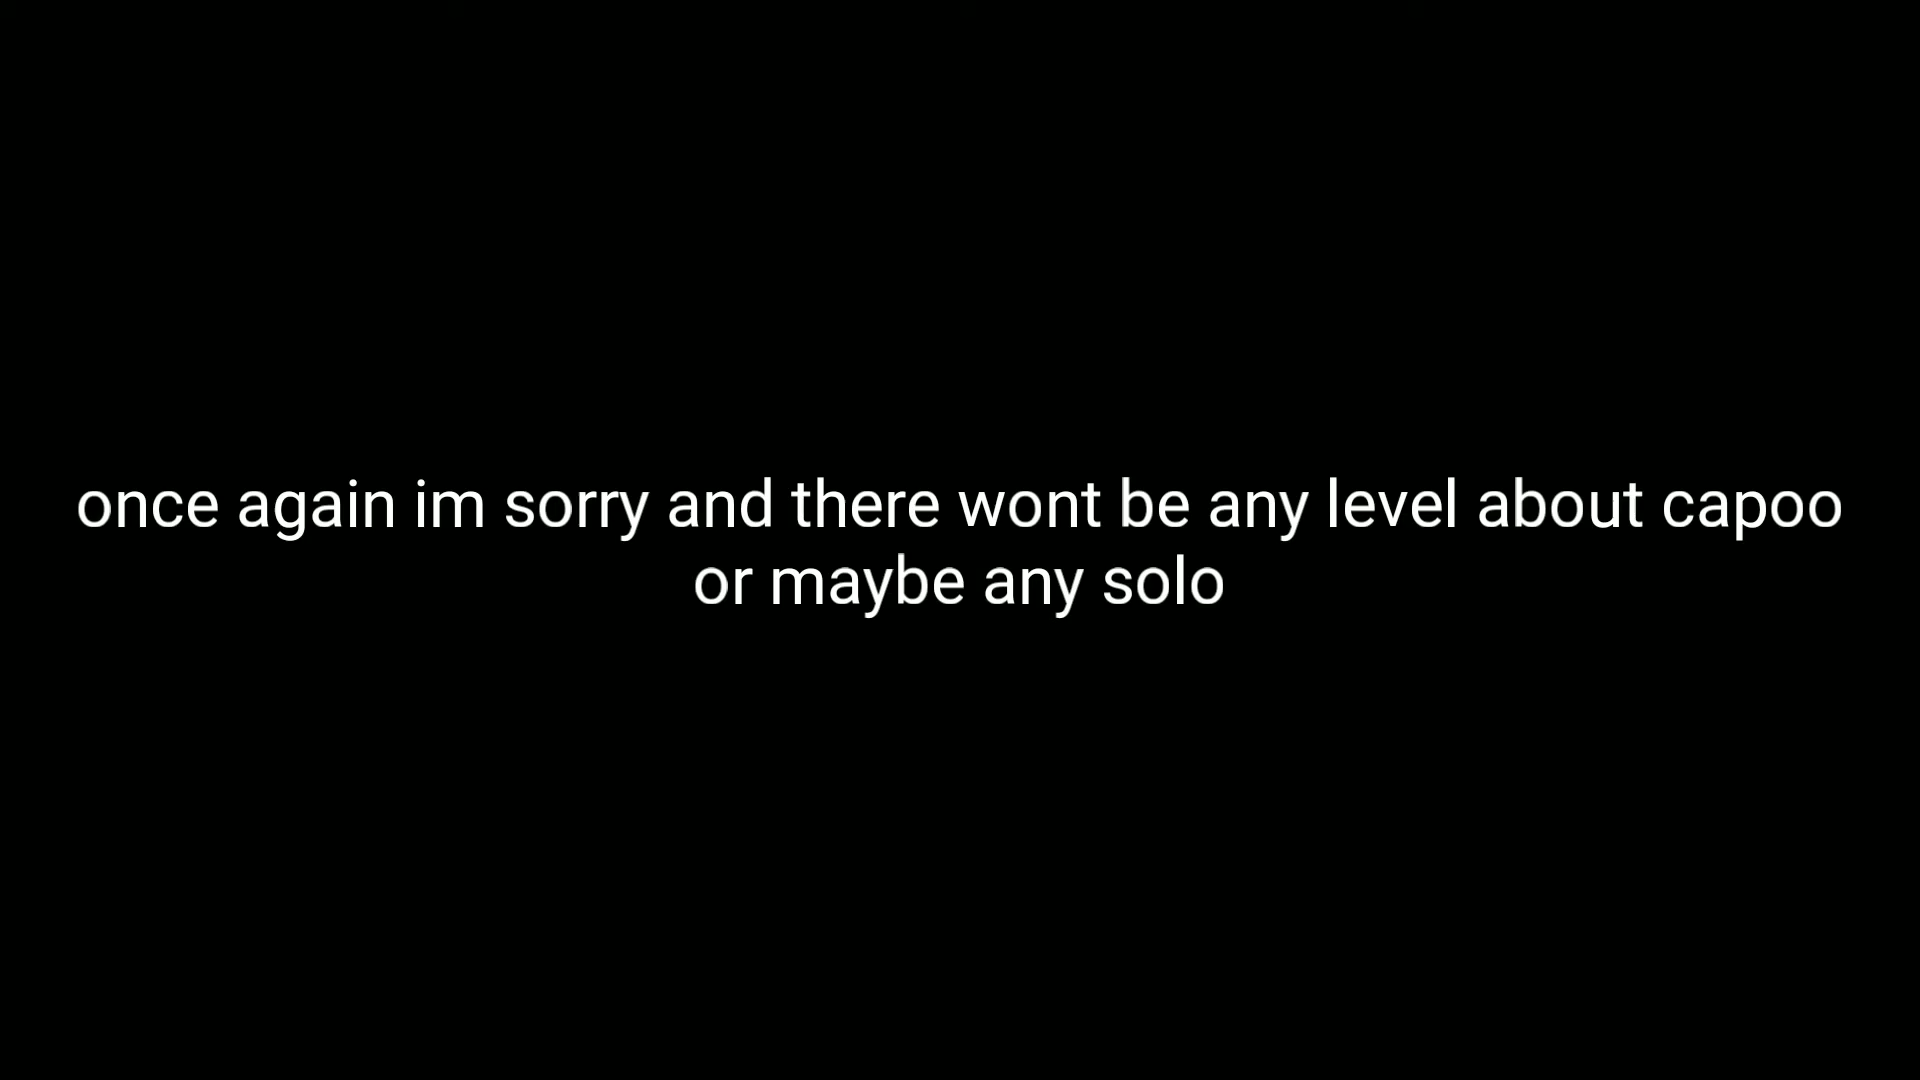 once again im sorry and there wont be any level about capoo
or maybe any solo